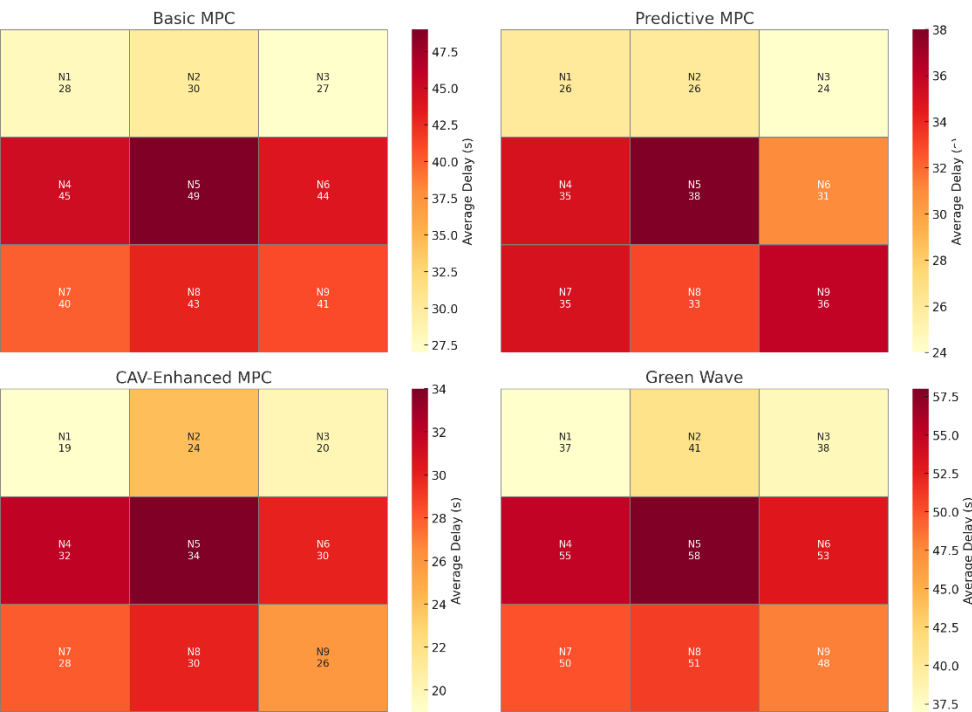 Basic MPC
N1
28
N2
30
N3
27
N4
45
N5
49
N6
44
N7
40
N8
43
N9
41
47.5
45.0
42.5
40.0
37.5
35.0
32.5
30.0
27.5
Average Delay (s)
Predictive MPC
N1
26
N2
26
N3
24
N4
35
N5
38
N6
31
N7
35
N8
33
N9
36
38
36
34
32
30
28
26
24
Average Delay
CAV-Enhanced MPC
N1
19
N2
24
N3
20
N4
32
N5
34
N6
30
N7
28
N8
30
N9
26
34
32
30
28
26
24
22
20
Average Delay (s)
Green Wave
N1
37
N2
41
N3
38
N4
55
N5
58
N6
53
N7
50
N8
51
N9
48
57.5
55.0
52.5
50.0
47.5
45.0
42.5
40.0
37.5
Average Delay (s)